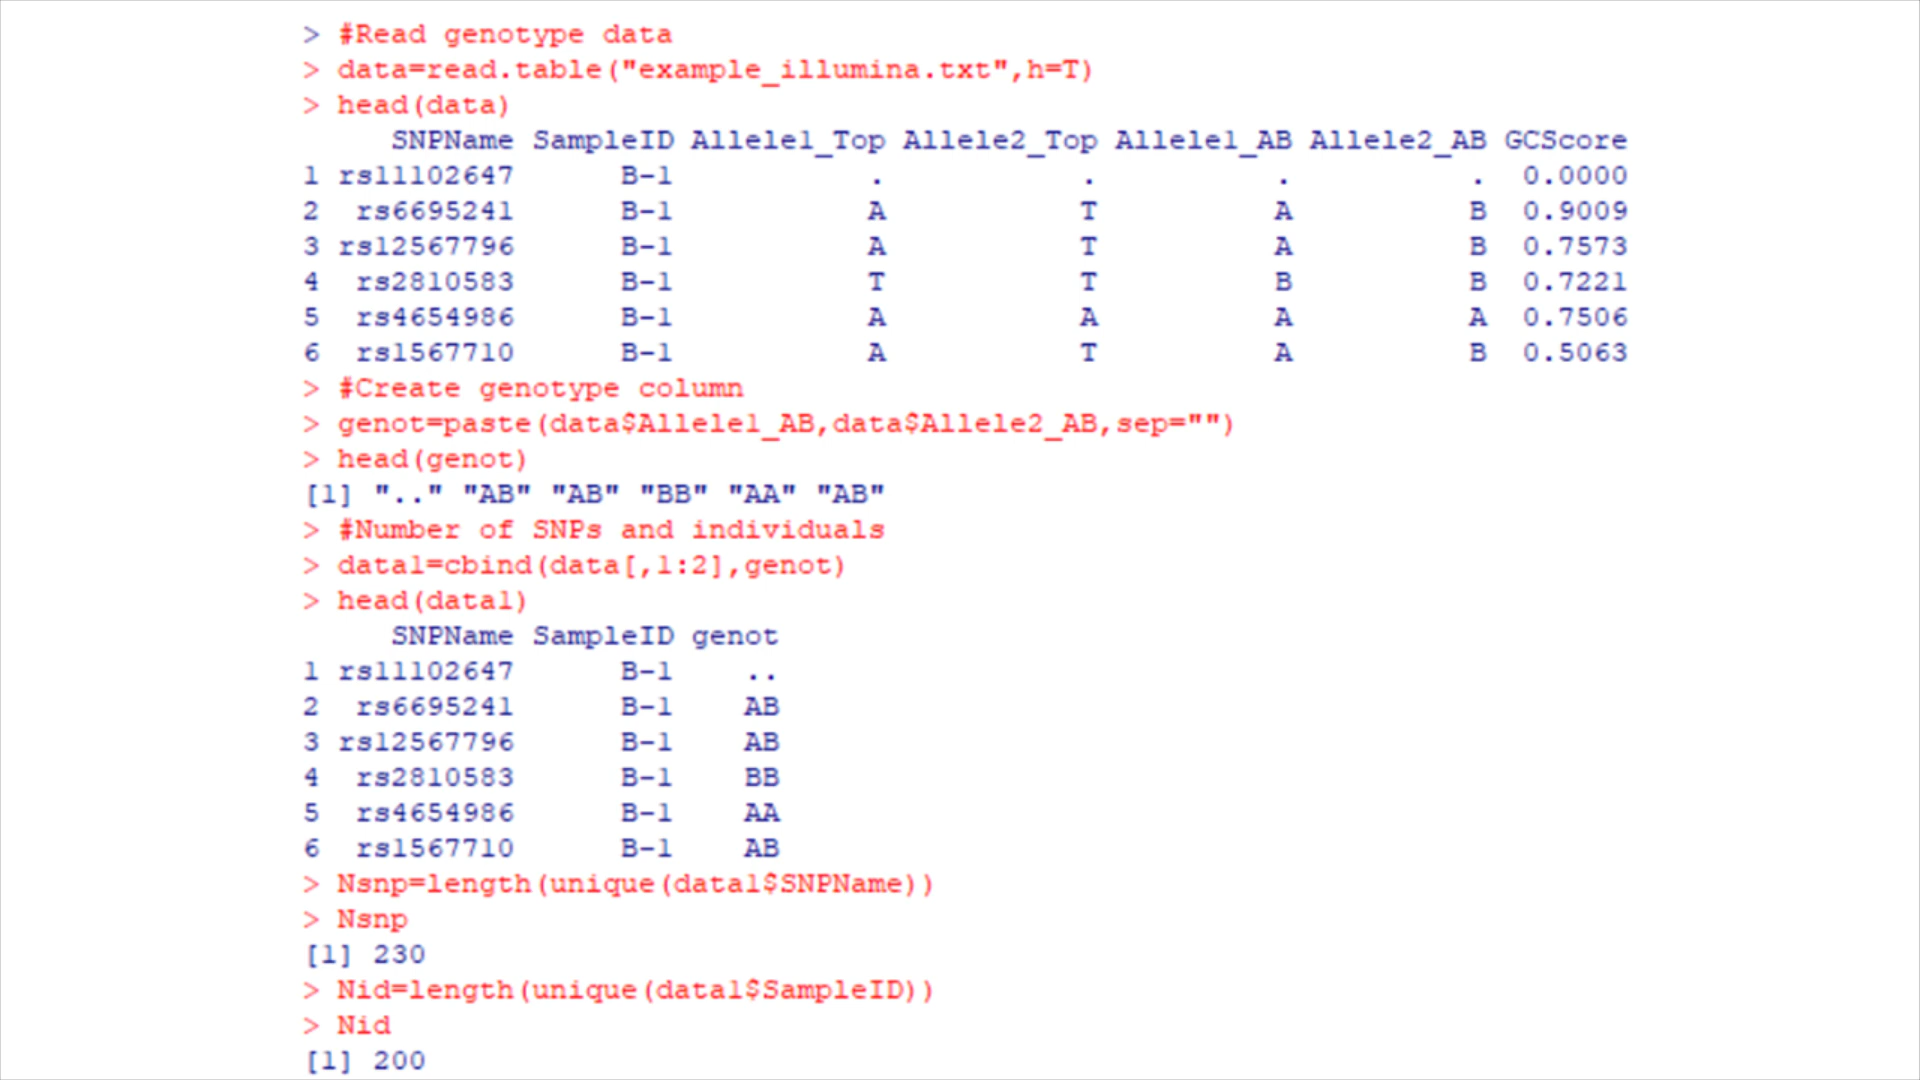 > #Read genotype data
> data=read.table("example_illumina.txt",h=T)
> head(data)
SNPName SampleID Allele1_Top Allele2_Top Allele1_AB Allele2_AB GCScore
1 rs11102647 B-1 . . . . 0.0000
2 rs6695241 B-1 A T A B 0.9009
3 rs12567796 B-1 A T A B 0.7573
4 rs2810583 B-1 T T B B 0.7221
5 rs4654986 B-1 A A A A 0.7506
6 rs1567710 B-1 A T A B 0.5063
> #Create genotype column
> genot=paste(data$Allele1_AB,data$Allele2_AB,sep="")
> head(genot)
[1] ".." "AB" "AB" "BB" "AA" "AB"
> #Number of SNPs and individuals
> data1=cbind(data[,1:2],genot)
> head(data1)
SNPName SampleID genot
1 rs11102647 B-1 ..
2 rs6695241 B-1 AB
3 rs12567796 B-1 AB
4 rs2810583 B-1 BB
5 rs4654986 B-1 AA
6 rs1567710 B-1 AB
> Nsnp=length(unique(data1$SNPName))
> Nsnp
[1] 230
> Nid=length(unique(data1$SampleID))
> Nid
[1] 200